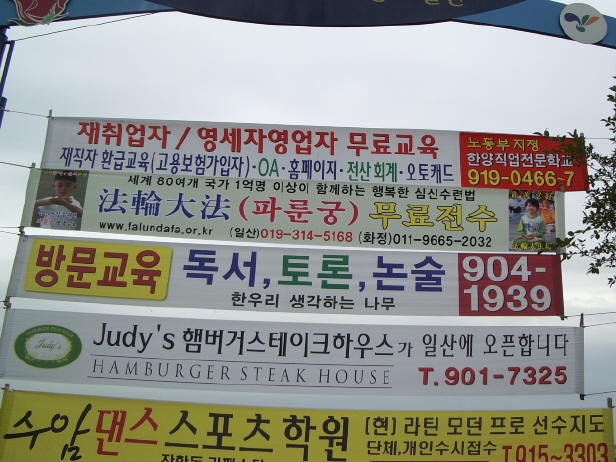 재취업자 / 영세자영업자 무료교육
재직자 환급교육(고용보험가입자)·OA·홈페이지·전산회계·오토캐드
노동부지정
한양직업전문학교
919-0466~7
세계 80여개 국가 1억명 이상이 함께하는 행복한 심신수련법
法輪大法(파룬궁) 무료전수
www.falundafa.or.kr (일산)019-314-5168 (화정)011-9665-2032
法輪大法
방문교육 독서,토론,논술
한우리 생각하는 나무
904-
1939
Judy's
Judy's 햄버거스테이크하우스가 일산에 오픈합니다
HAMBURGER STEAK HOUSE T.901-7325
수암댄스스포츠학원
(현) 라틴 모던 프로 선수지도
단체,개인수시접수 T.915~3303